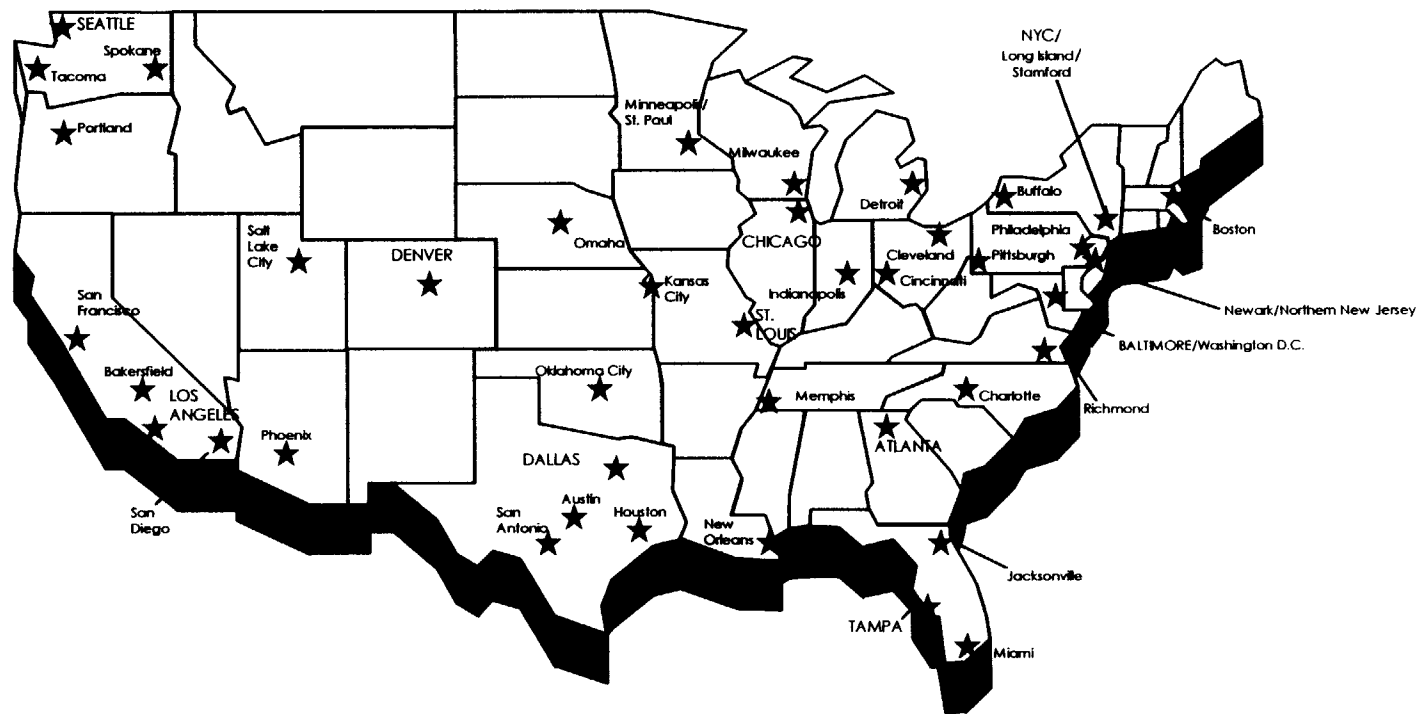 SEATTLE
Spokane
Tacoma
Portland
NYC/
Long Island/
Stamford
Minneapolis/
St. Paul
Milwaukee
Detroit
Buffalo
Boston
Salt
Lake
City
DENVER
Omaha
CHICAGO
Cleveland
Philadelphia
Pittsburgh
Cincinnati
Indianapolis
Kansas
City
ST.
LOUIS
Newark/Northern New Jersey
BALTIMORE/Washington D.C.
San
Francisco
Bakersfield
LOS
ANGELES
Phoenix
Oklahoma City
Memphis
Charlotte
Richmond
ATLANTA
DALLAS
San
Diego
San
Antonio
Austin
Houston
New
Orleans
Jacksonville
TAMPA
Miami